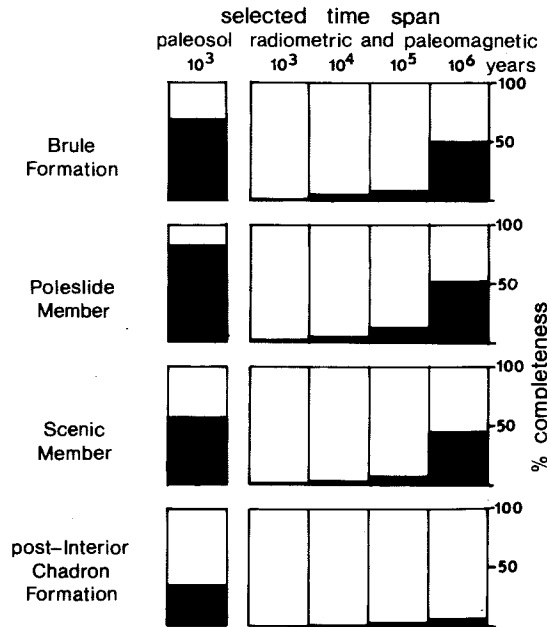 selected time span
paleosol radiometric and paleomagnetic
10³ 10³ 10⁴ 10⁵ 10⁶ years
100
50
Brule
Formation
100
50
Poleslide
Member
100
50
Scenic
Member
100
50
post-Interior
Chadron
Formation
% completeness